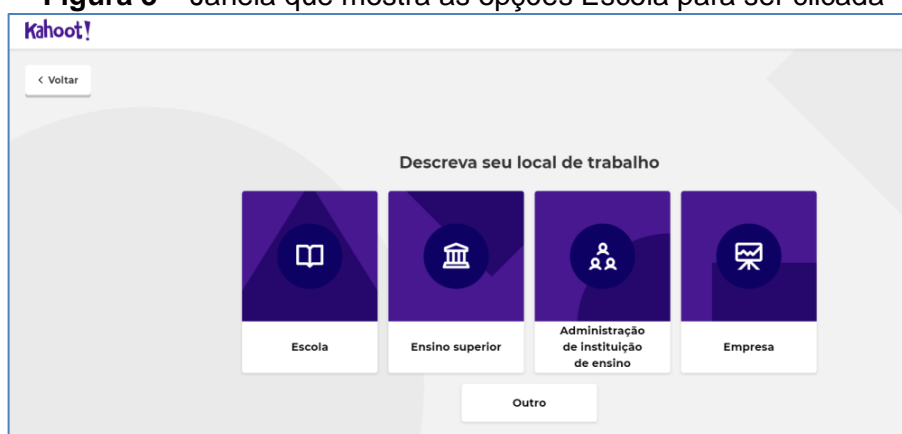 Janela que mostra as opções Escola para ser clicada
Kahoot!
< Voltar
Descreva seu local de trabalho
Escola
Ensino superior
Administração
de instituição
de ensino
Empresa
Outro